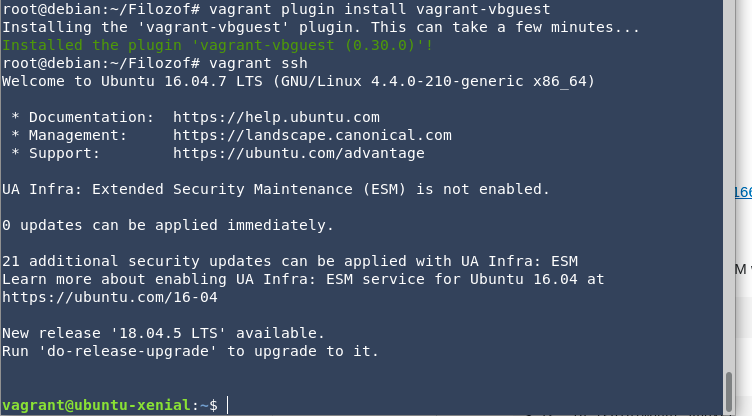 root@debian:~/Filozof# vagrant plugin install vagrant-vbguest
Installing the 'vagrant-vbguest' plugin. This can take a few minutes...
Installed the plugin 'vagrant-vbguest (0.30.0)'!
root@debian:~/Filozof# vagrant ssh
Welcome to Ubuntu 16.04.7 LTS (GNU/Linux 4.4.0-210-generic x86_64)
* Documentation:  https://help.ubuntu.com
* Management:     https://landscape.canonical.com
* Support:        https://ubuntu.com/advantage
UA Infra: Extended Security Maintenance (ESM) is not enabled.
0 updates can be applied immediately.
21 additional security updates can be applied with UA Infra: ESM
Learn more about enabling UA Infra: ESM service for Ubuntu 16.04 at
https://ubuntu.com/16-04
New release '18.04.5 LTS' available.
Run 'do-release-upgrade' to upgrade to it.
vagrant@ubuntu-xenial:~$